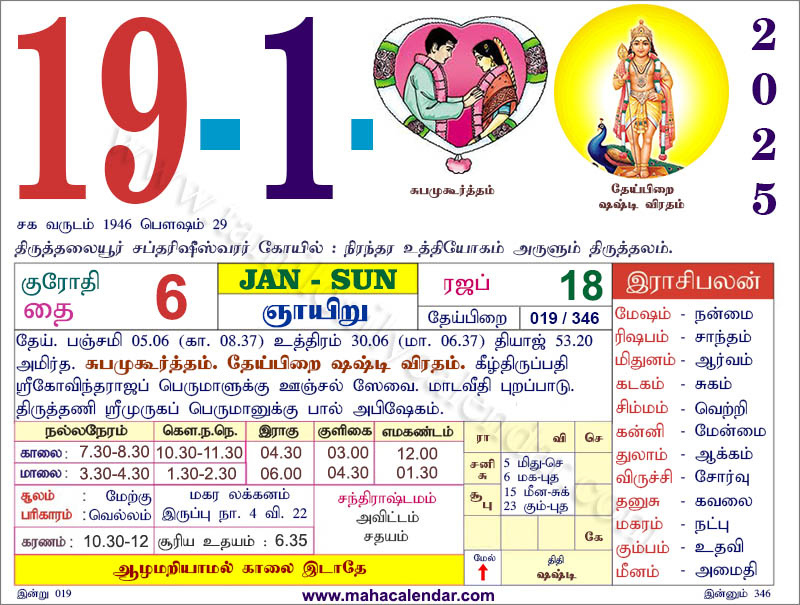 19 - 1 - 2025
சுபமுகூர்த்தம்
தேய்பிறை
ஷஷ்டி விரதம்
சக வருடம் 1946 பௌஷம் 29
திருத்தலையூர் சப்தரிஷீஸ்வரர் கோயில் : நிரந்தர உத்தியோகம் அருளும் திருத்தலம்.
குரோதி
தை 6
JAN - SUN
ஞாயிறு
ரஜப் 18
தேய்பிறை 019 / 346
தேய். பஞ்சமி 05.06 (கா. 08.37) உத்திரம் 30.06 (மா. 06.37) தியாஜ் 53.20
அமிர்த. சுபமுகூர்த்தம். தேய்பிறை ஷஷ்டி விரதம். கீழ்திருப்பதி
ஸ்ரீகோவிந்தராஜப் பெருமாளுக்கு ஊஞ்சல் ஸேவை. மாடவீதி புறப்பாடு.
திருத்தணி ஸ்ரீமுருகப் பெருமானுக்கு பால் அபிஷேகம்.
நல்லநேரம் கௌ.ந.நெ. இராகு குளிகை எமகண்டம்
காலை: 7.30-8.30 10.30-11.30 04.30 03.00 12.00
மாலை: 3.30-4.30 1.30-2.30 06.00 04.30 01.30
சூலம் : மேற்கு
பரிகாரம் : வெல்லம்
மகர லக்கனம்
இருப்பு நா. 4 வி. 22
சந்திராஷ்டமம்
அவிட்டம்
சதயம்
கரணம்: 10.30-12 சூரிய உதயம் : 6.35
ஆழமறியாமல் காலை இடாதே
ரா வி செ
சனி
சு
சூ
பு
5 மிது-செ
6 மக-புத
15 மீன-சுக்
23 கும்-புத
கே
மேல்
திதி
ஷஷ்டி
இராசிபலன்
மேஷம் - நன்மை
ரிஷபம் - சாந்தம்
மிதுனம் - ஆர்வம்
கடகம் - சுகம்
சிம்மம் - வெற்றி
கன்னி - மேன்மை
துலாம் - ஆக்கம்
விருச்சி - சோர்வு
தனுசு - கவலை
மகரம் - நட்பு
கும்பம் - உதவி
மீனம் - அமைதி
இன்று 019
www.mahacalendar.com
இன்னும் 346